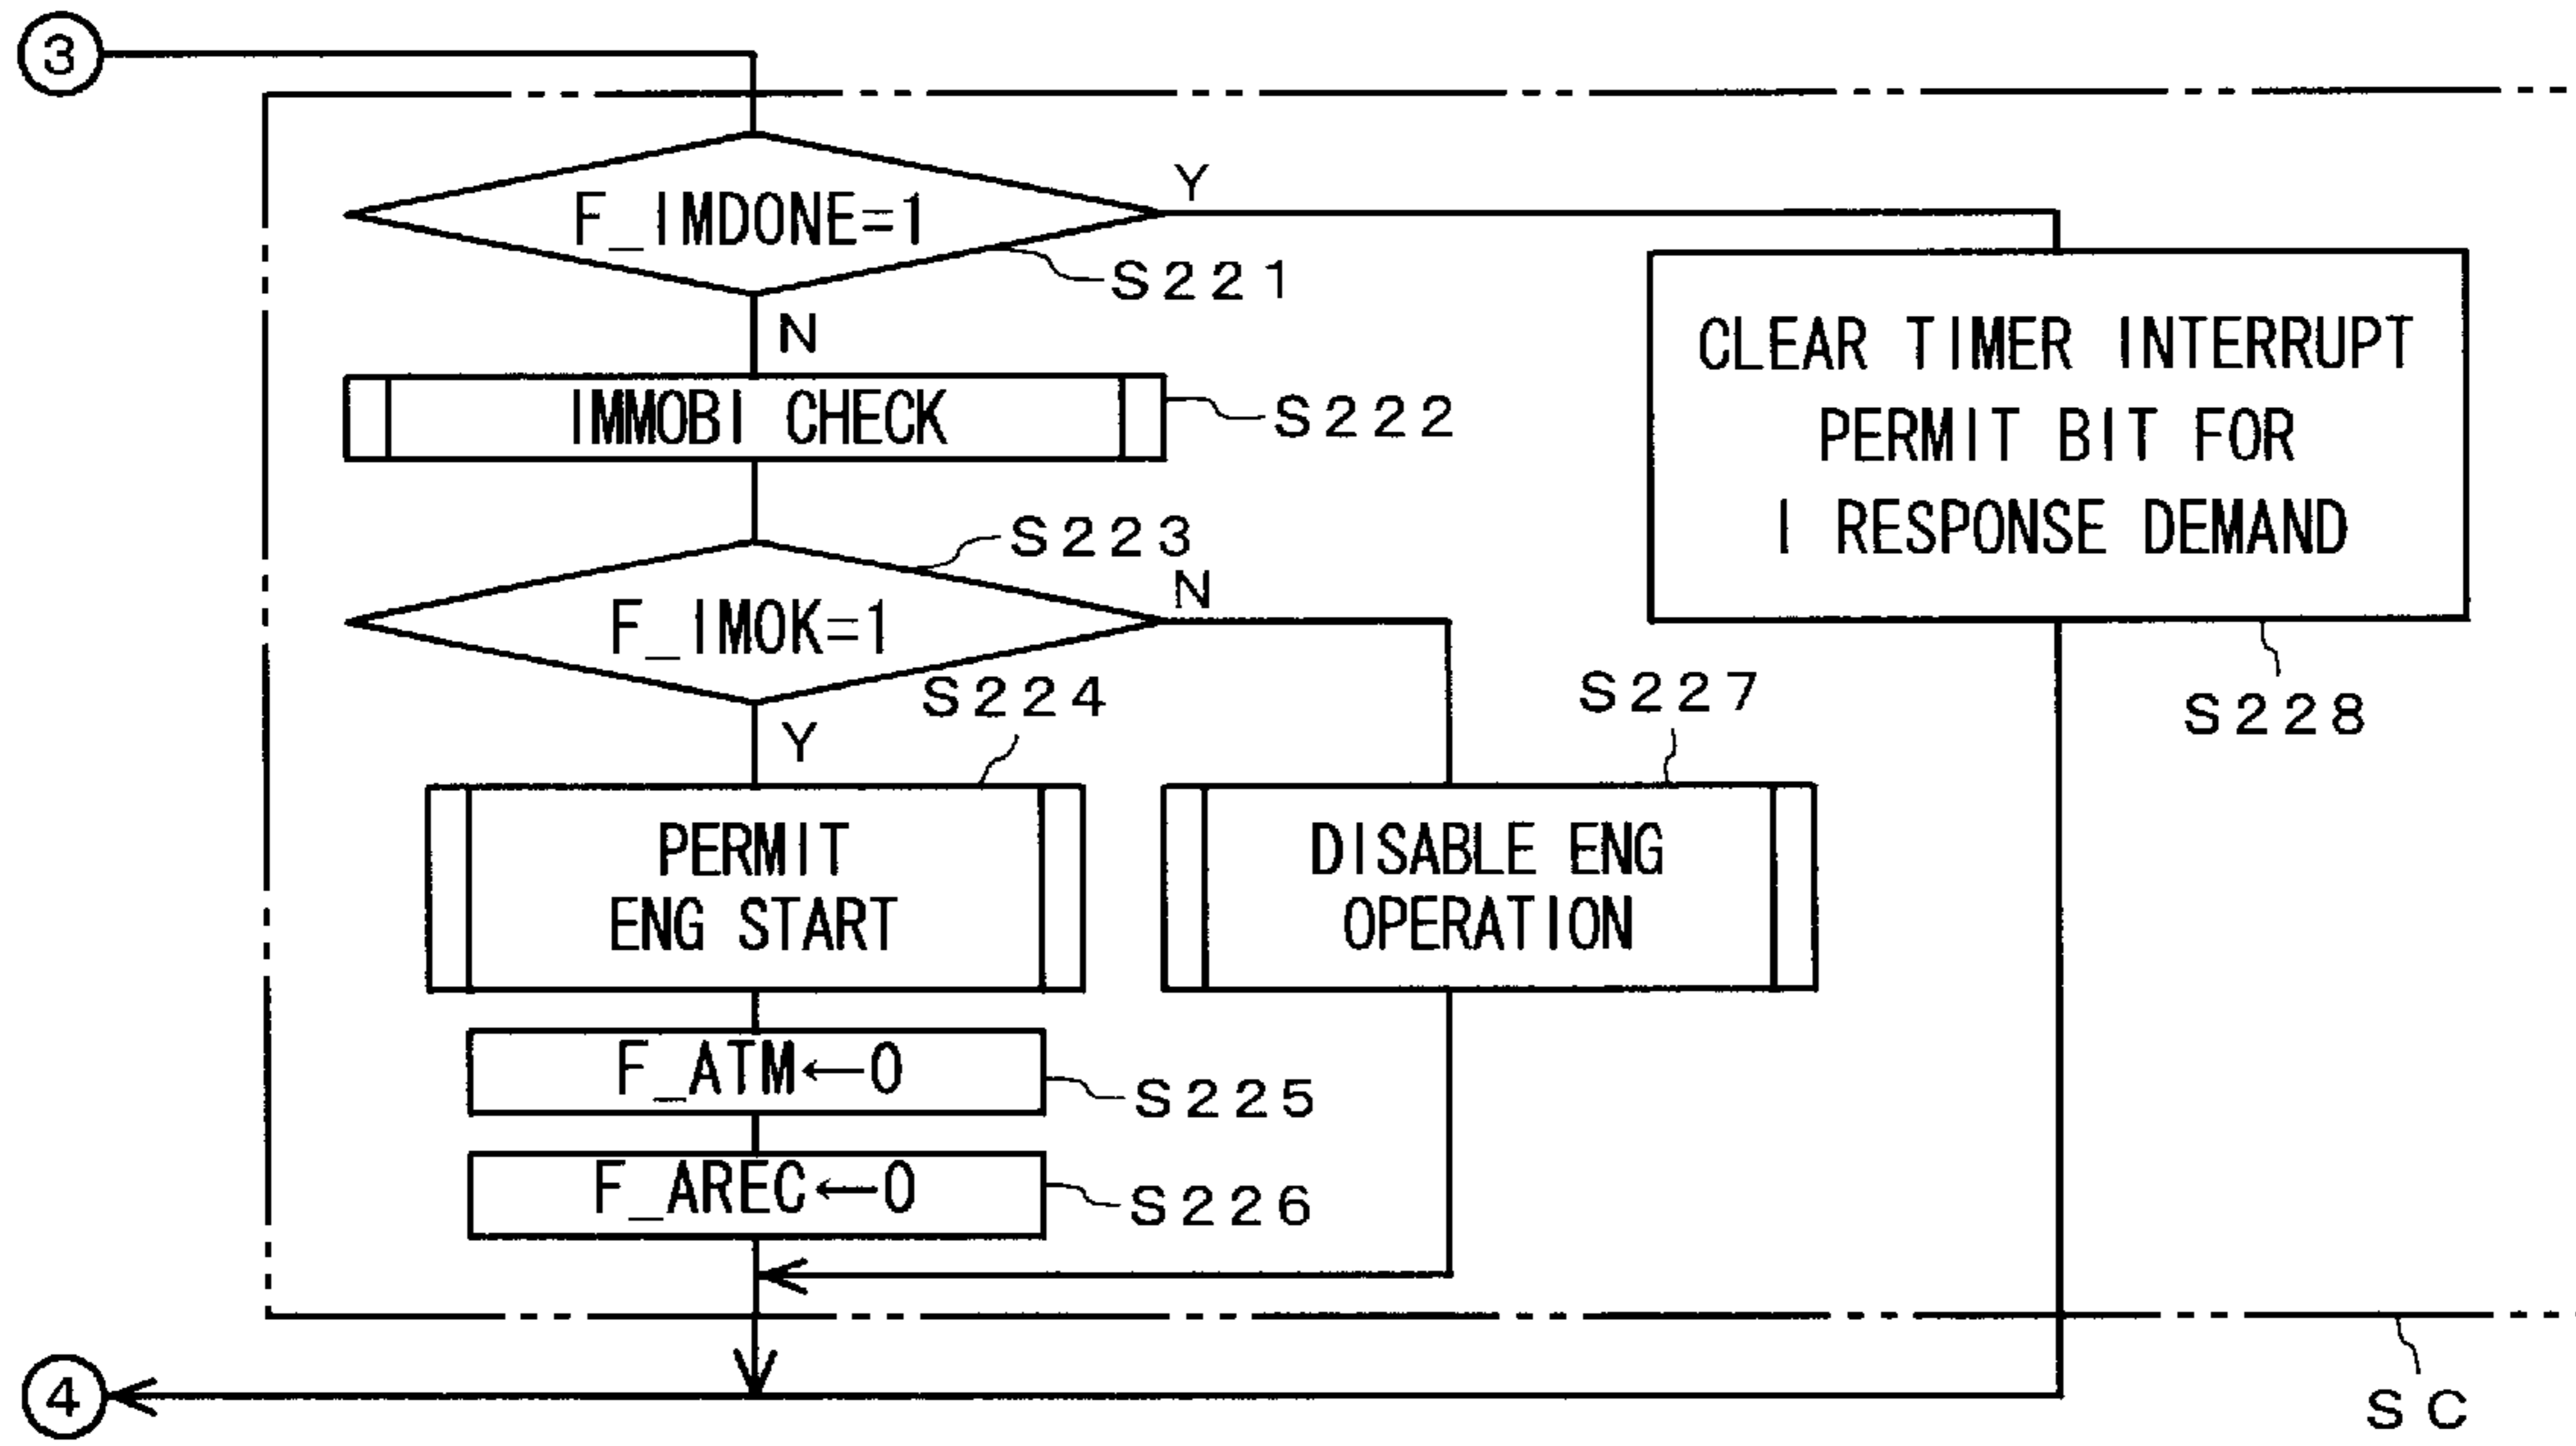 ③
F_IMDONE=1
Y
S221
N
IMMOBI CHECK
S222
S223
F_IMOK=1
N
Y
S224
PERMIT
ENG START
S227
DISABLE ENG
OPERATION
CLEAR TIMER INTERRUPT
PERMIT BIT FOR
I RESPONSE DEMAND
S228
F_ATM←0
S225
F_AREC←0
S226
④
SC